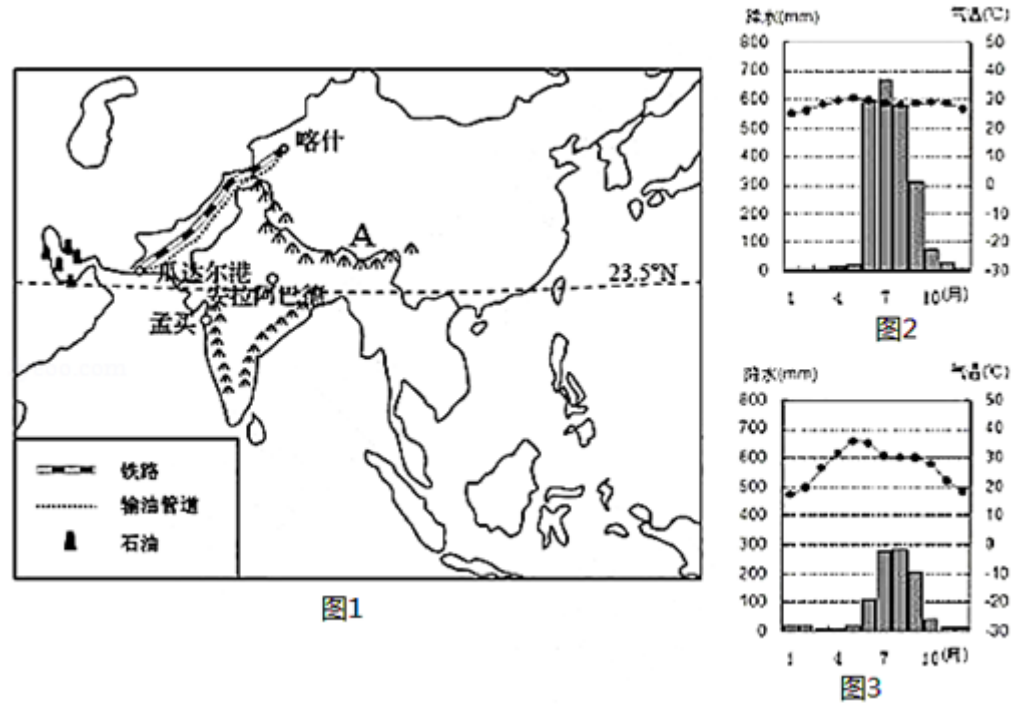 喀什
A
瓜达尔港
23.5°N
安拉阿巴德
孟买
铁路
输油管道
石油
图1
降水(mm) 气温(℃)
800 50
700 40
600 30
500 20
400 10
300 0
200 -10
100 -20
0 -30
1 4 7 10(月)
图2
降水(mm) 气温(℃)
800 50
700 40
600 30
500 20
400 10
300 0
200 -10
100 -20
0 -30
1 4 7 10(月)
图3